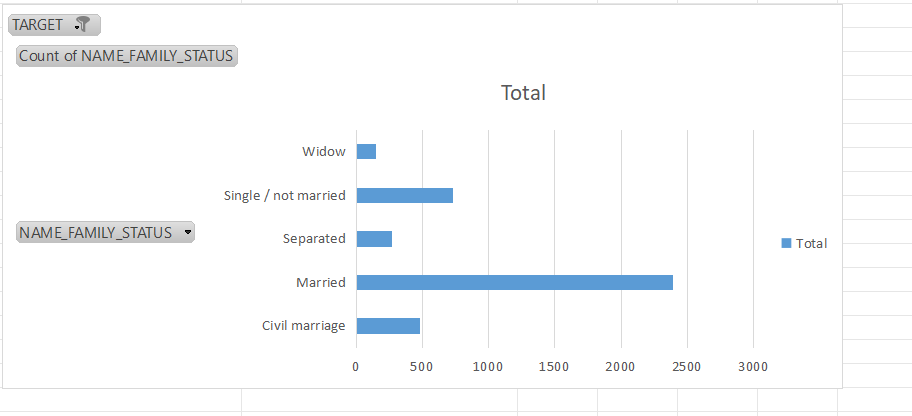 TARGET
Count of NAME_FAMILY_STATUS
Total
Widow
Single / not married
Separated
NAME_FAMILY_STATUS
Total
Married
Civil marriage
0 500 1000 1500 2000 2500 3000